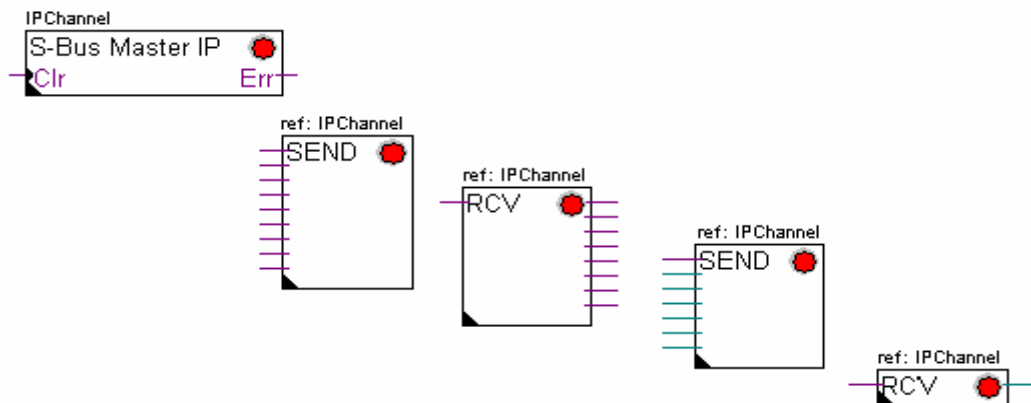 IPChannel
S-Bus Master IP
Clr Err
ref: IPChannel
SEND
ref: IPChannel
RCV
ref: IPChannel
SEND
ref: IPChannel
RCV